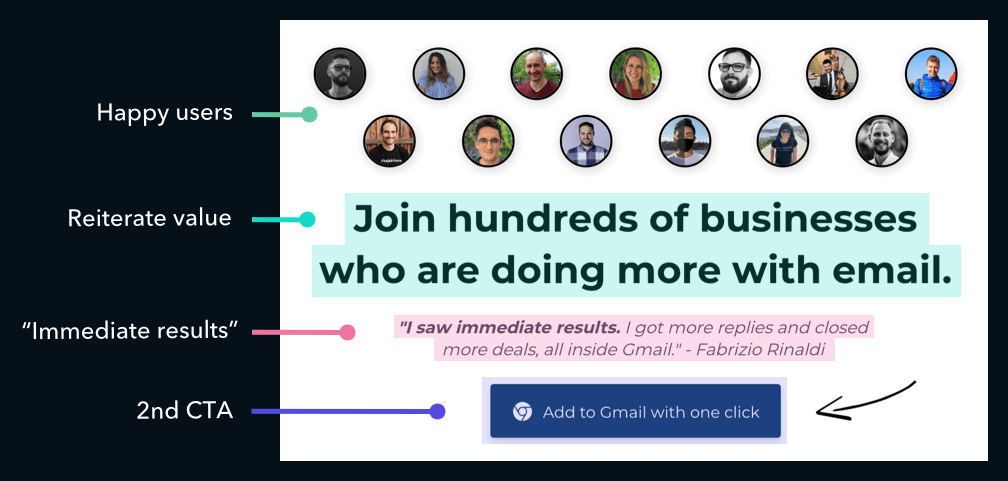 Happy users
Reiterate value
Join hundreds of businesses
who are doing more with email.
“Immediate results”
"I saw immediate results. I got more replies and closed
more deals, all inside Gmail." - Fabrizio Rinaldi
2nd CTA
Add to Gmail with one click